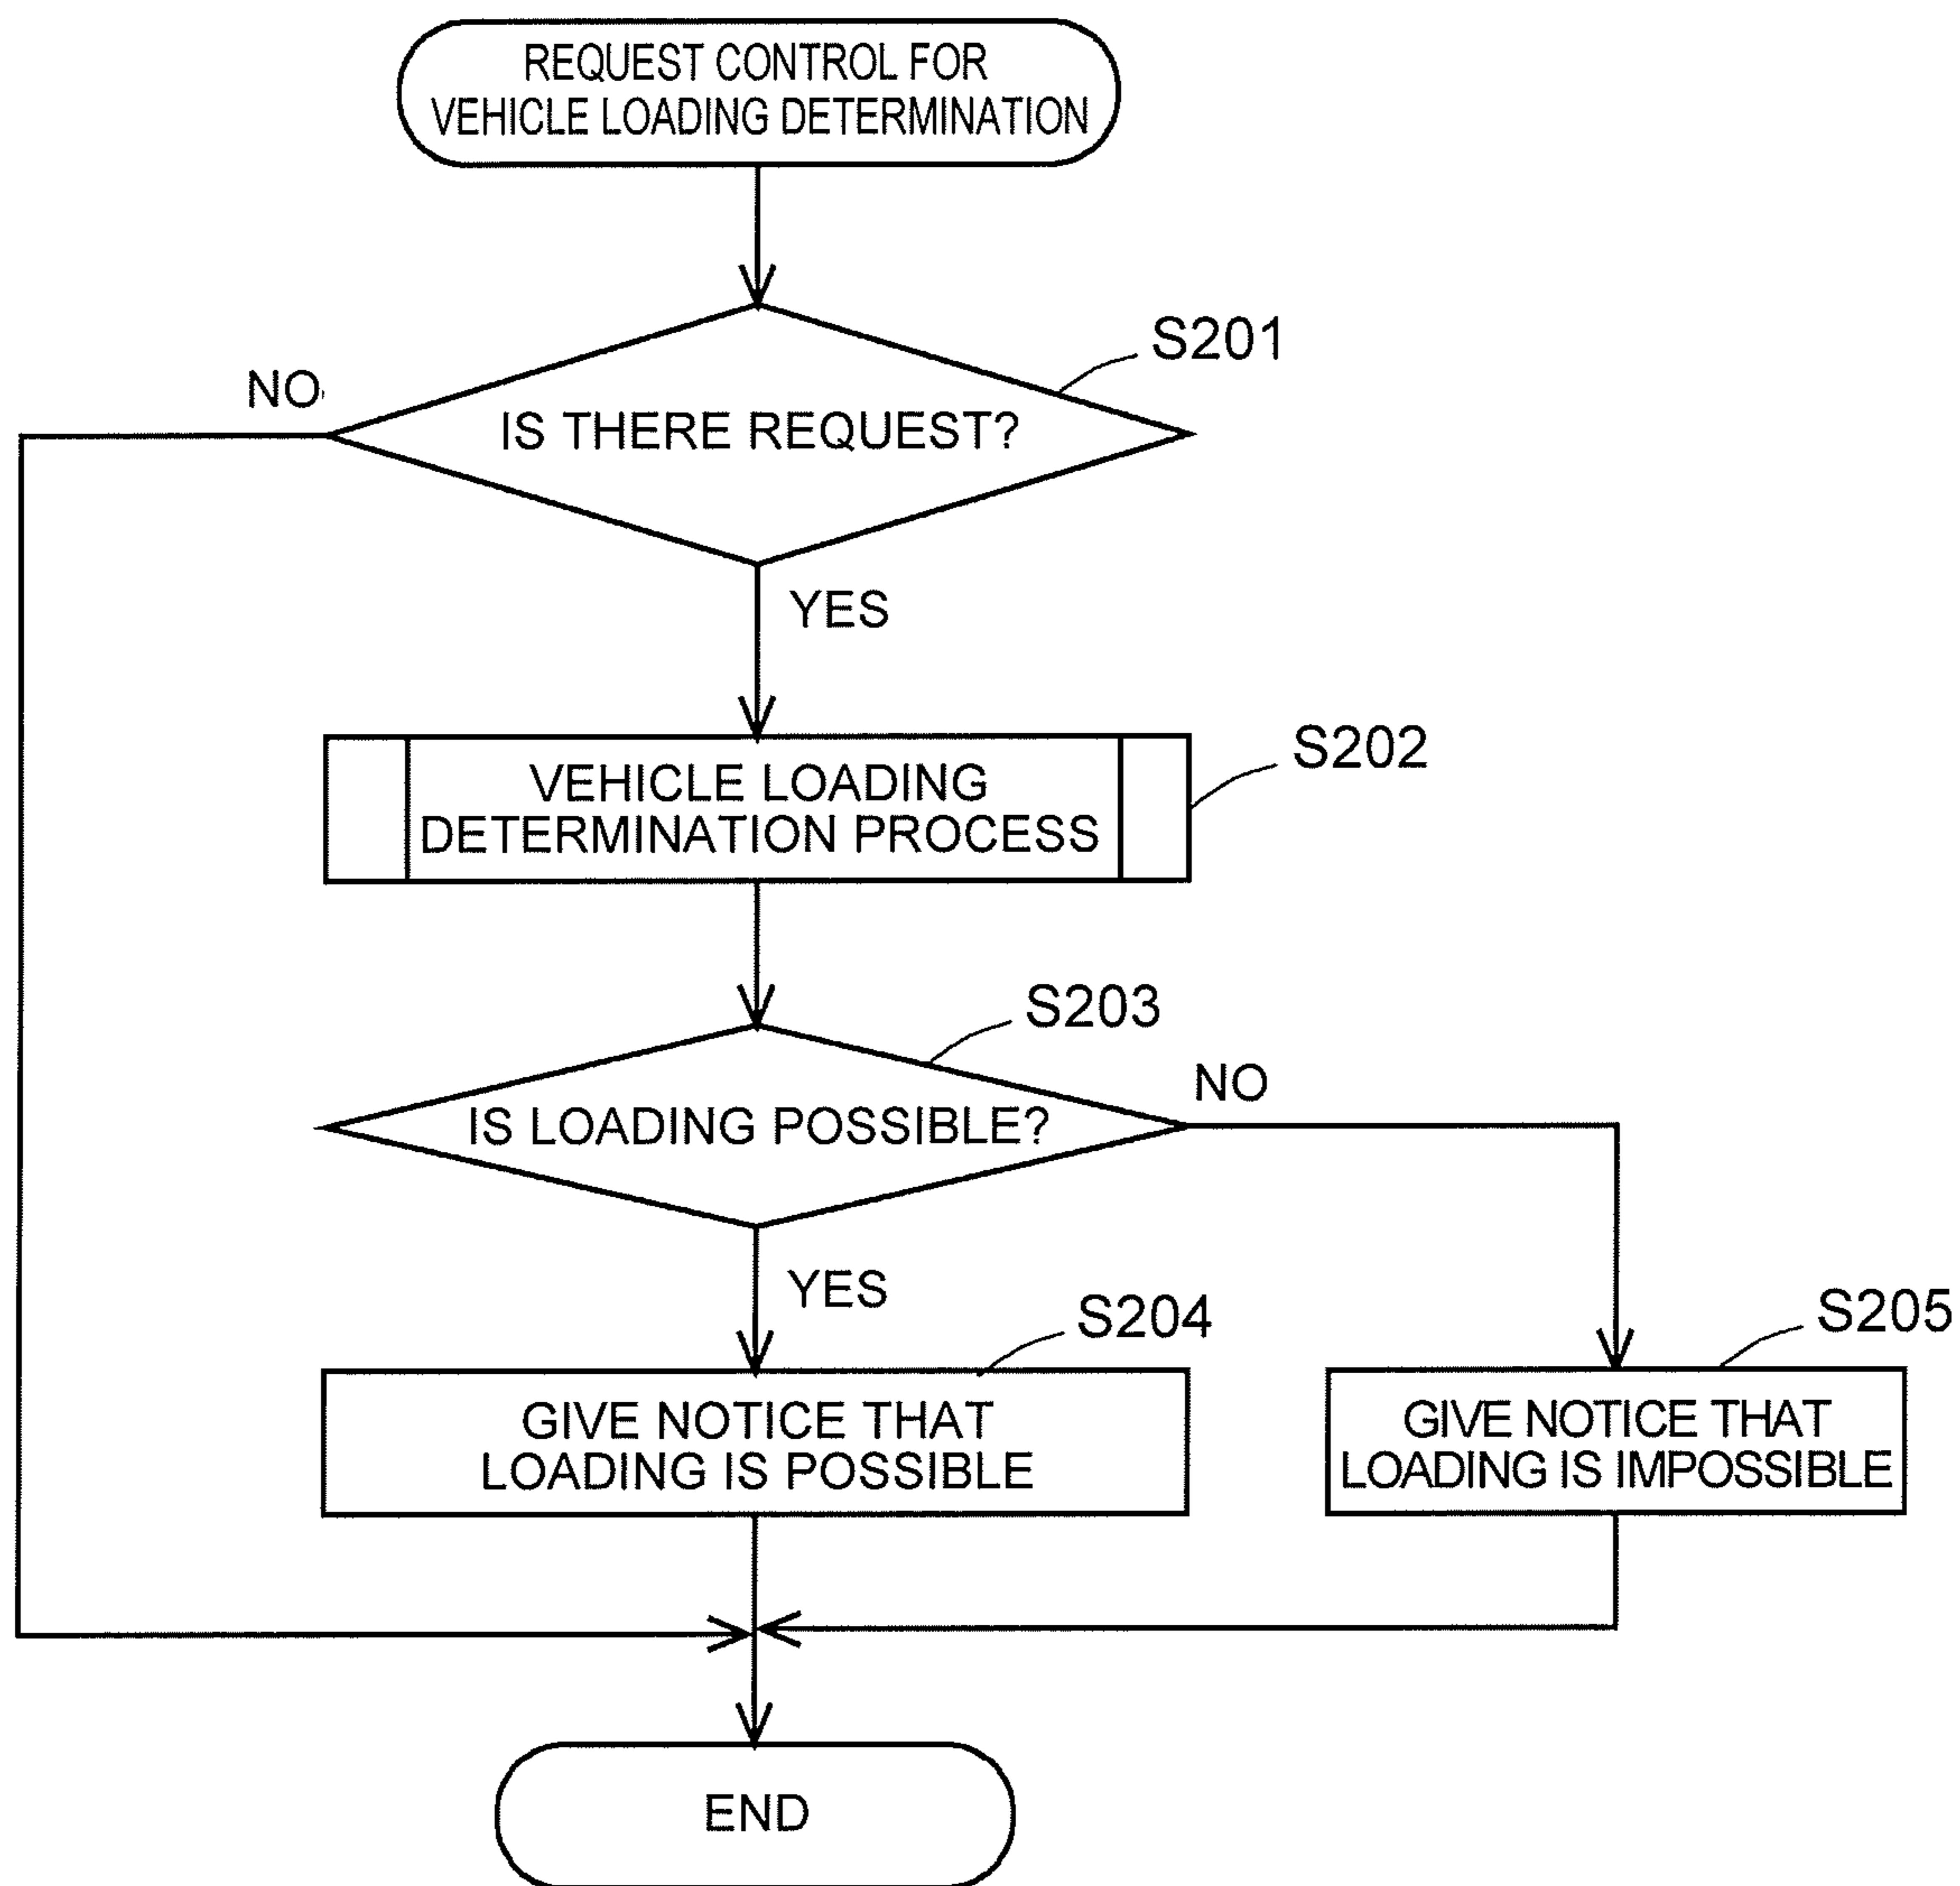 REQUEST CONTROL FOR
VEHICLE LOADING DETERMINATION
S201
NO
IS THERE REQUEST?
YES
S202
VEHICLE LOADING
DETERMINATION PROCESS
S203
NO
IS LOADING POSSIBLE?
YES
S204
S205
GIVE NOTICE THAT
LOADING IS POSSIBLE
GIVE NOTICE THAT
LOADING IS IMPOSSIBLE
END